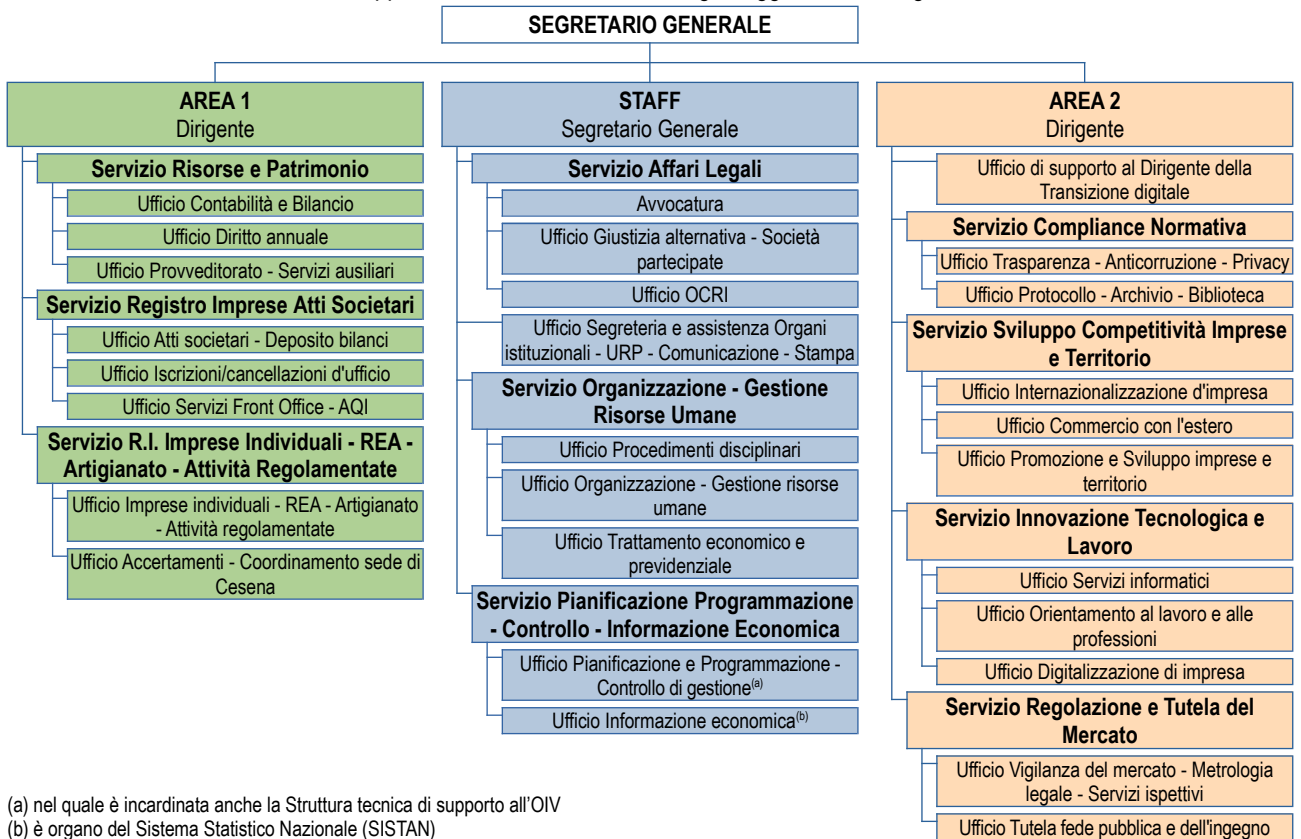 SEGRETARIO GENERALE
AREA 1
Dirigente
Servizio Risorse e Patrimonio
Ufficio Contabilità e Bilancio
Ufficio Diritto annuale
Ufficio Provveditorato - Servizi ausiliari
Servizio Registro Imprese Atti Societari
Ufficio Atti societari - Deposito bilanci
Ufficio Iscrizioni/cancellazioni d'ufficio
Ufficio Servizi Front Office - AQI
Servizio R.I. Imprese Individuali - REA -
Artigianato - Attività Regolamentate
Ufficio Imprese individuali - REA - Artigianato
- Attività regolamentate
Ufficio Accertamenti - Coordinamento sede di
Cesena
STAFF
Segretario Generale
Servizio Affari Legali
Avvocatura
Ufficio Giustizia alternativa - Società
partecipate
Ufficio OCRI
Ufficio Segreteria e assistenza Organi
istituzionali - URP - Comunicazione - Stampa
Servizio Organizzazione - Gestione
Risorse Umane
Ufficio Procedimenti disciplinari
Ufficio Organizzazione - Gestione risorse
umane
Ufficio Trattamento economico e
previdenziale
Servizio Pianificazione Programmazione
- Controllo - Informazione Economica
Ufficio Pianificazione e Programmazione -
Controllo di gestione(a)
Ufficio Informazione economica(b)
AREA 2
Dirigente
Ufficio di supporto al Dirigente della
Transizione digitale
Servizio Compliance Normativa
Ufficio Trasparenza - Anticorruzione - Privacy
Ufficio Protocollo - Archivio - Biblioteca
Servizio Sviluppo Competitività Imprese
e Territorio
Ufficio Internazionalizzazione d'impresa
Ufficio Commercio con l'estero
Ufficio Promozione e Sviluppo imprese e
territorio
Servizio Innovazione Tecnologica e
Lavoro
Ufficio Servizi informatici
Ufficio Orientamento al lavoro e alle
professioni
Ufficio Digitalizzazione di impresa
Servizio Regolazione e Tutela del
Mercato
Ufficio Vigilanza del mercato - Metrologia
legale - Servizi ispettivi
Ufficio Tutela fede pubblica e dell'ingegno
(a) nel quale è incardinata anche la Struttura tecnica di supporto all'OIV
(b) è organo del Sistema Statistico Nazionale (SISTAN)